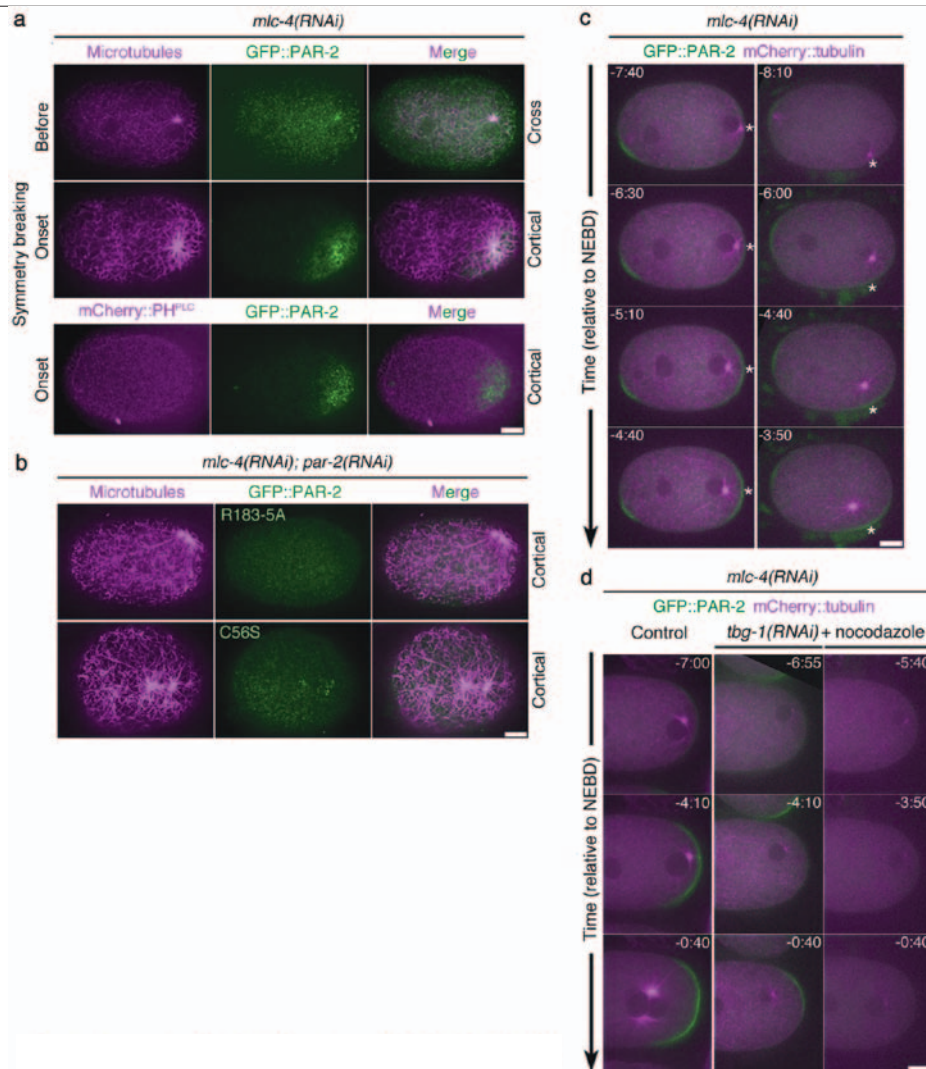 a
mlc-4(RNAi)
Microtubules GFP::PAR-2 Merge
Symmetry breaking
Before
Cross
Onset
Cortical
mCherry::PHPLC GFP::PAR-2 Merge
Onset
Cortical
b
mlc-4(RNAi); par-2(RNAi)
Microtubules GFP::PAR-2 Merge
R183-5A
Cortical
C56S
Cortical
c
mlc-4(RNAi)
GFP::PAR-2 mCherry::tubulin
Time (relative to NEBD)
-7:40 -8:10
* *
-6:30 -6:00
* *
-5:10 -4:40
* *
-4:40 -3:50
* *
d
mlc-4(RNAi)
GFP::PAR-2 mCherry::tubulin
Control tbg-1(RNAi) + nocodazole
Time (relative to NEBD)
-7:00 -6:55 -5:40
-4:10 -4:10 -3:50
-0:40 -0:40 -0:40